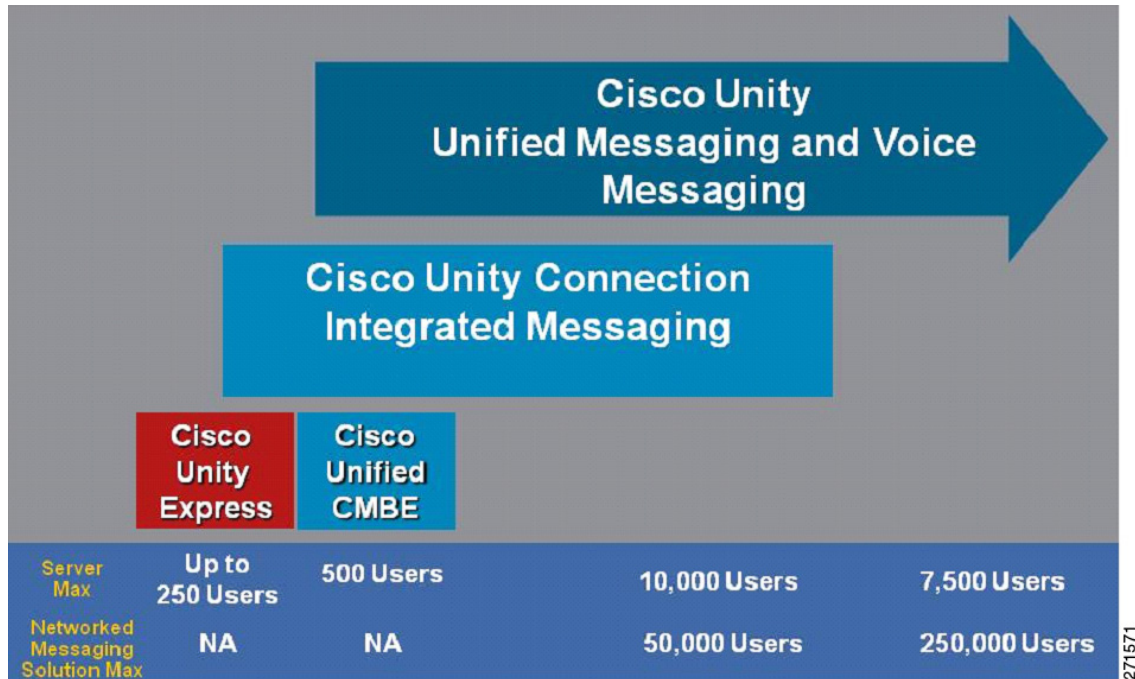 Cisco Unity
Unified Messaging and Voice
Messaging
Cisco Unity Connection
Integrated Messaging
Cisco
Unity
Express
Cisco
Unified
CMBE
Server
Max
Up to
250 Users
500 Users
10,000 Users
7,500 Users
Networked
Messaging
Solution Max
NA
NA
50,000 Users
250,000 Users
271571